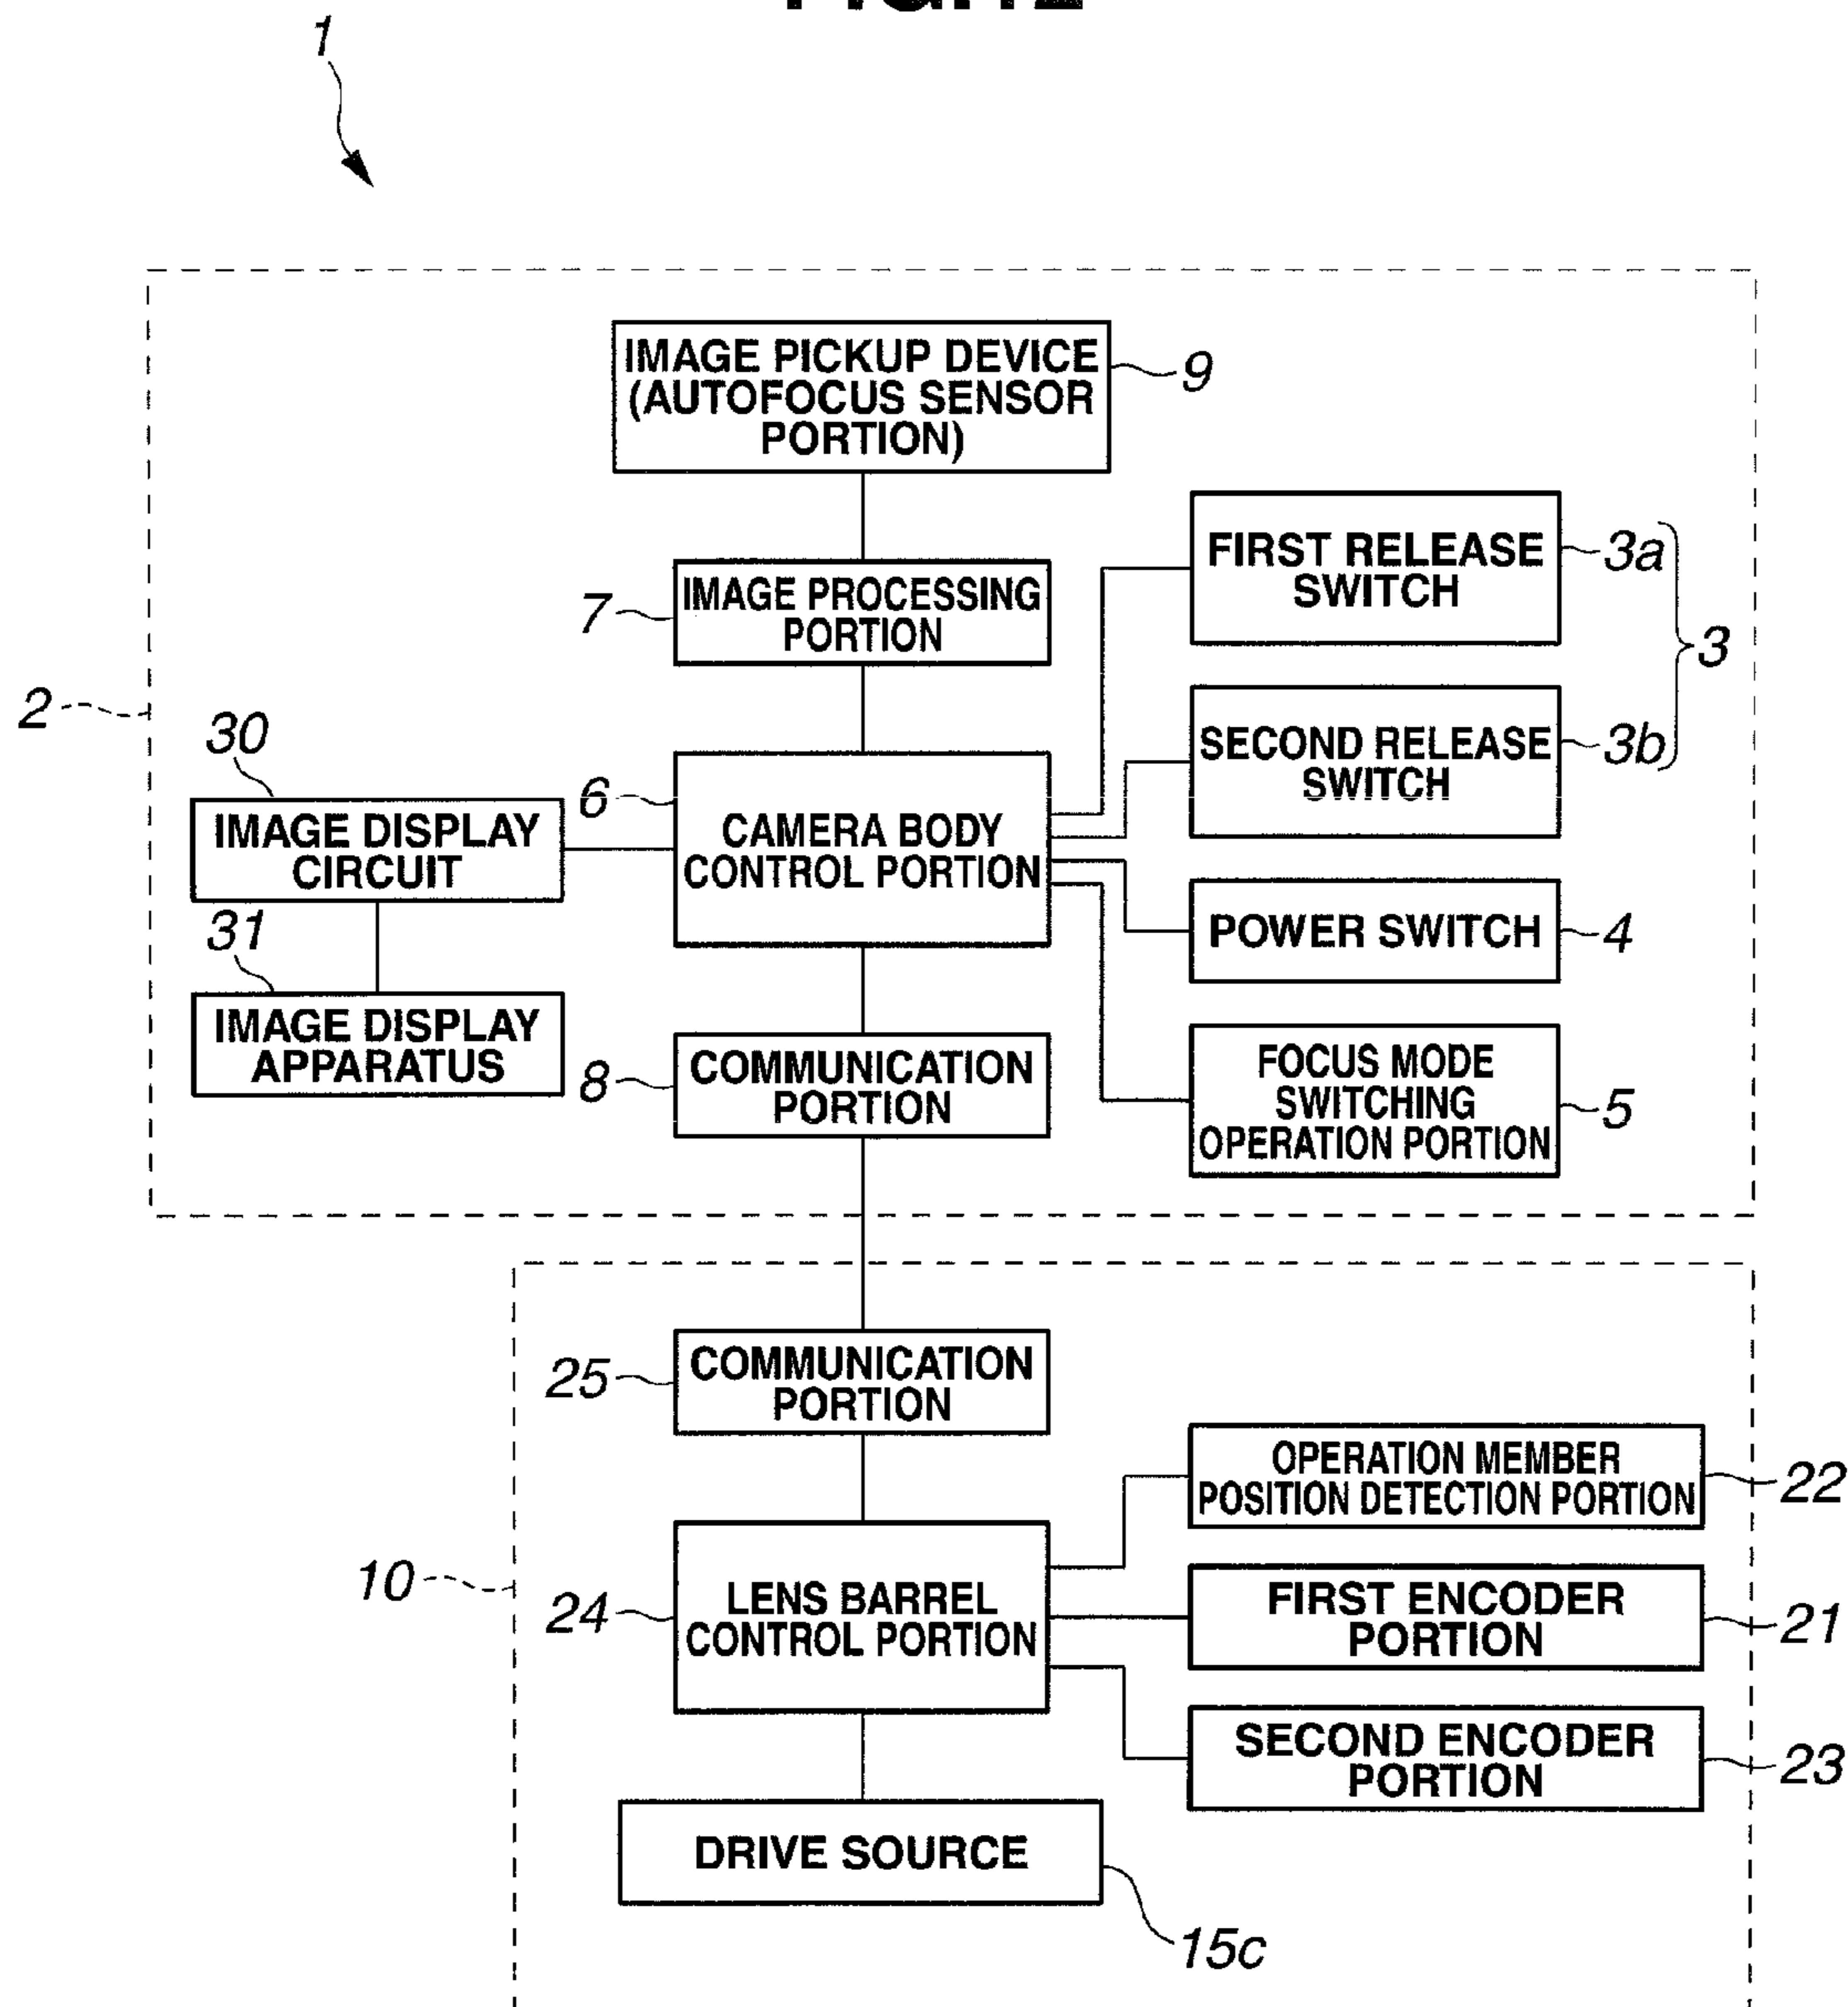 1
IMAGE PICKUP DEVICE
(AUTOFOCUS SENSOR
PORTION)
9
FIRST RELEASE
SWITCH
3a
3
IMAGE PROCESSING
PORTION
7
2
SECOND RELEASE
SWITCH
3b
30
IMAGE DISPLAY
CIRCUIT
6
CAMERA BODY
CONTROL PORTION
POWER SWITCH
4
31
IMAGE DISPLAY
APPARATUS
8
COMMUNICATION
PORTION
FOCUS MODE
SWITCHING
OPERATION PORTION
5
25
COMMUNICATION
PORTION
OPERATION MEMBER
POSITION DETECTION PORTION
22
10
24
LENS BARREL
CONTROL PORTION
FIRST ENCODER
PORTION
21
SECOND ENCODER
PORTION
23
DRIVE SOURCE
15c